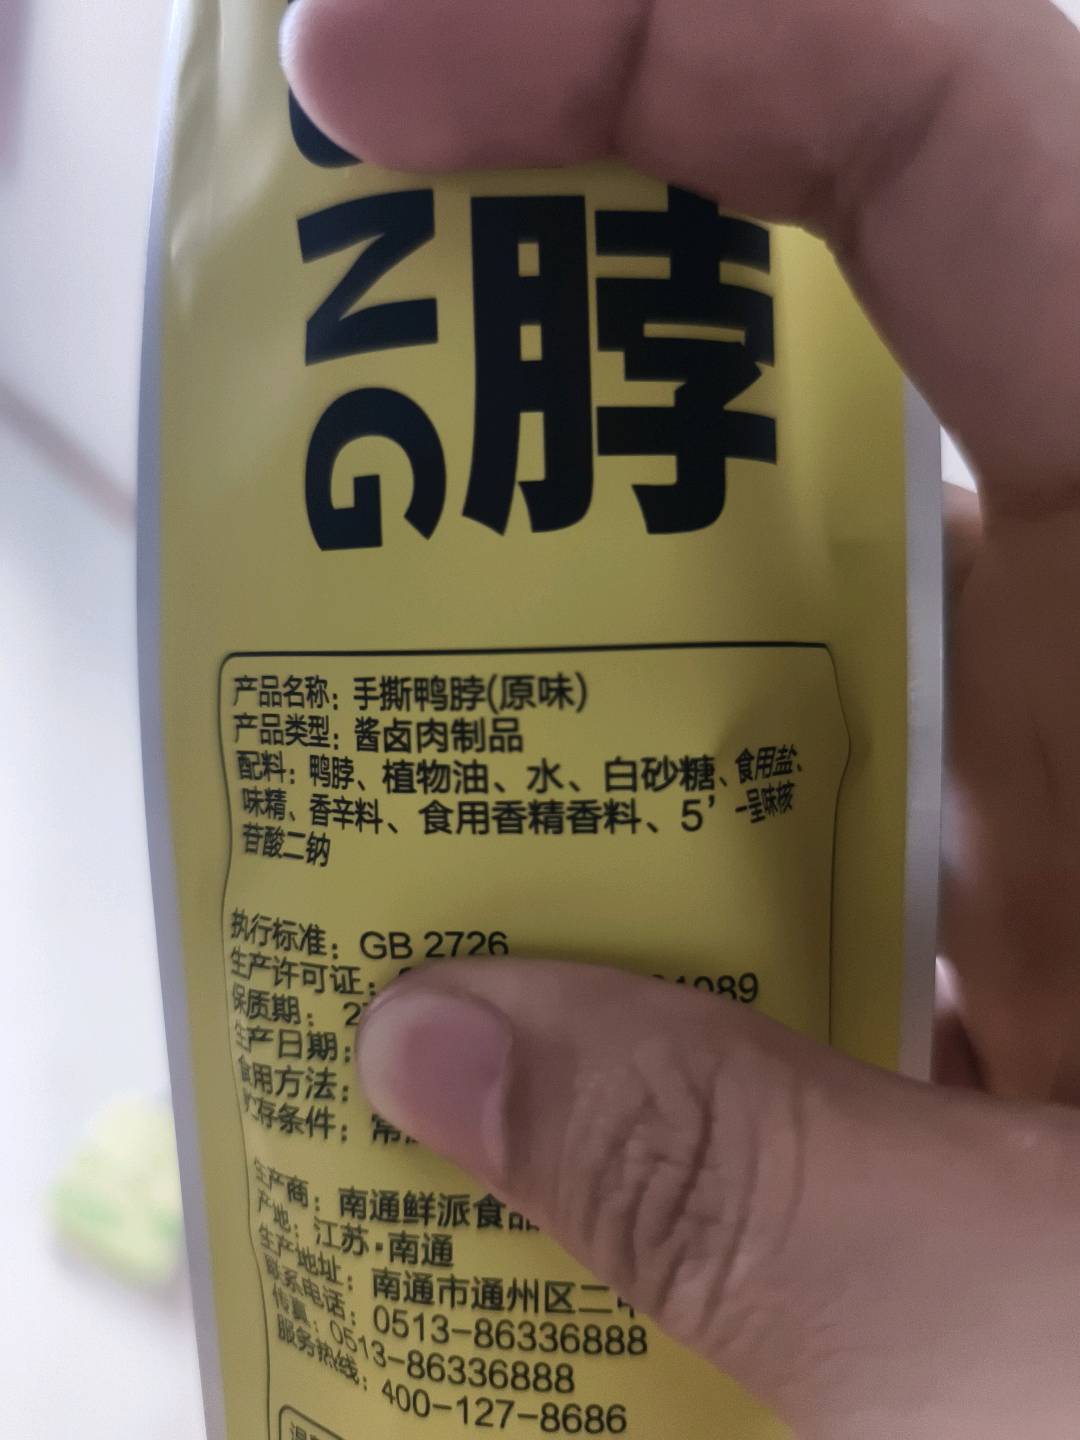 NG
脖
产品名称：手撕鸭脖(原味)
产品类型：酱卤肉制品
配料：鸭脖、植物油、水、白砂糖、食用盐、
味精、香辛料、食用香精香料、5’-呈味核
苷酸二钠
执行标准：GB 2726
生产许可证： 1089
保质期：2
生产日期：
食用方法：
贮存条件：常
生产商：南通鲜派食品
产地：江苏·南通
生产地址：南通市通州区二
联系电话：0513-86336888
传真：0513-86336888
服务热线：400-127-8686